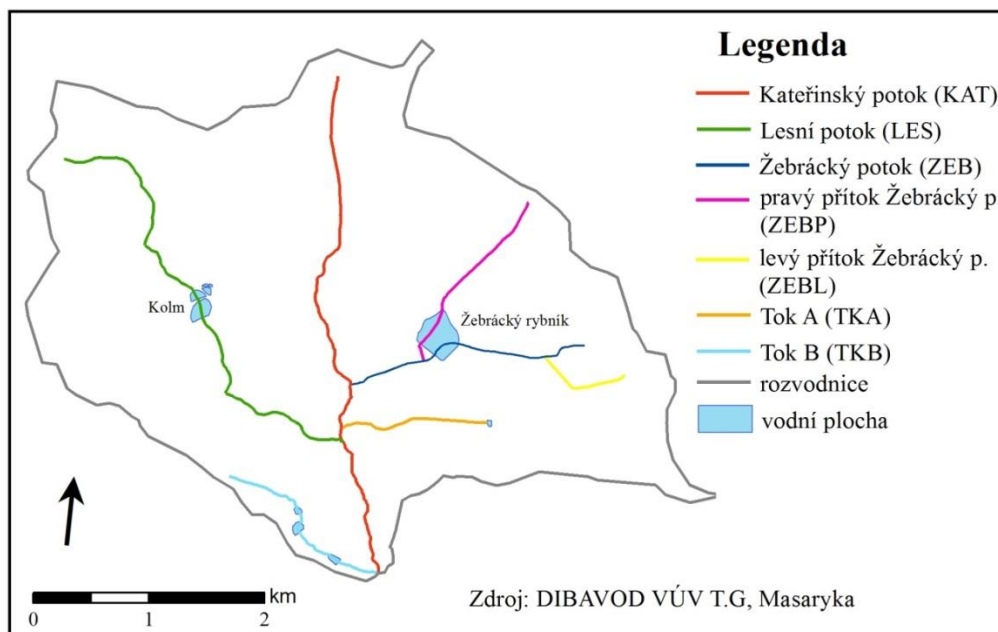 Legenda
Kateřinský potok (KAT)
Lesní potok (LES)
Žebrácký potok (ZEB)
pravý přítok Žebrácký p.
(ZEBP)
levý přítok Žebrácký p.
(ZEBL)
Tok A (TKA)
Tok B (TKB)
rozvodnice
vodní plocha
Kolm
Žebrácký rybník
km
0 1 2
Zdroj: DIBAVOD VÚV T.G, Masaryka